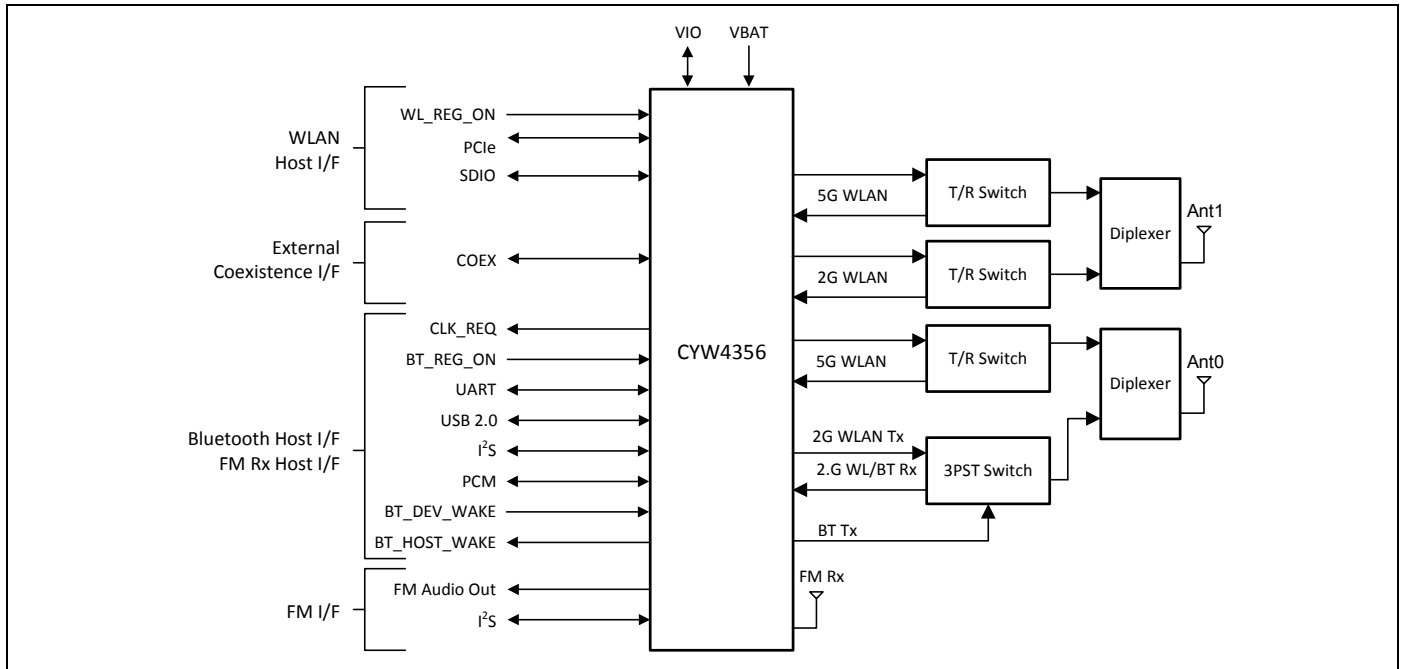 VIO
VBAT
WLAN
Host I/F
WL_REG_ON
PCIe
SDIO
External
Coexistence I/F
COEX
Bluetooth Host I/F
FM Rx Host I/F
CLK_REQ
BT_REG_ON
UART
USB 2.0
I²S
PCM
BT_DEV_WAKE
BT_HOST_WAKE
FM I/F
FM Audio Out
I²S
CYW4356
5G WLAN
T/R Switch
2G WLAN
T/R Switch
Diplexer
Ant1
5G WLAN
T/R Switch
2G WLAN Tx
2.G WL/BT Rx
3PST Switch
BT Tx
Diplexer
Ant0
FM Rx